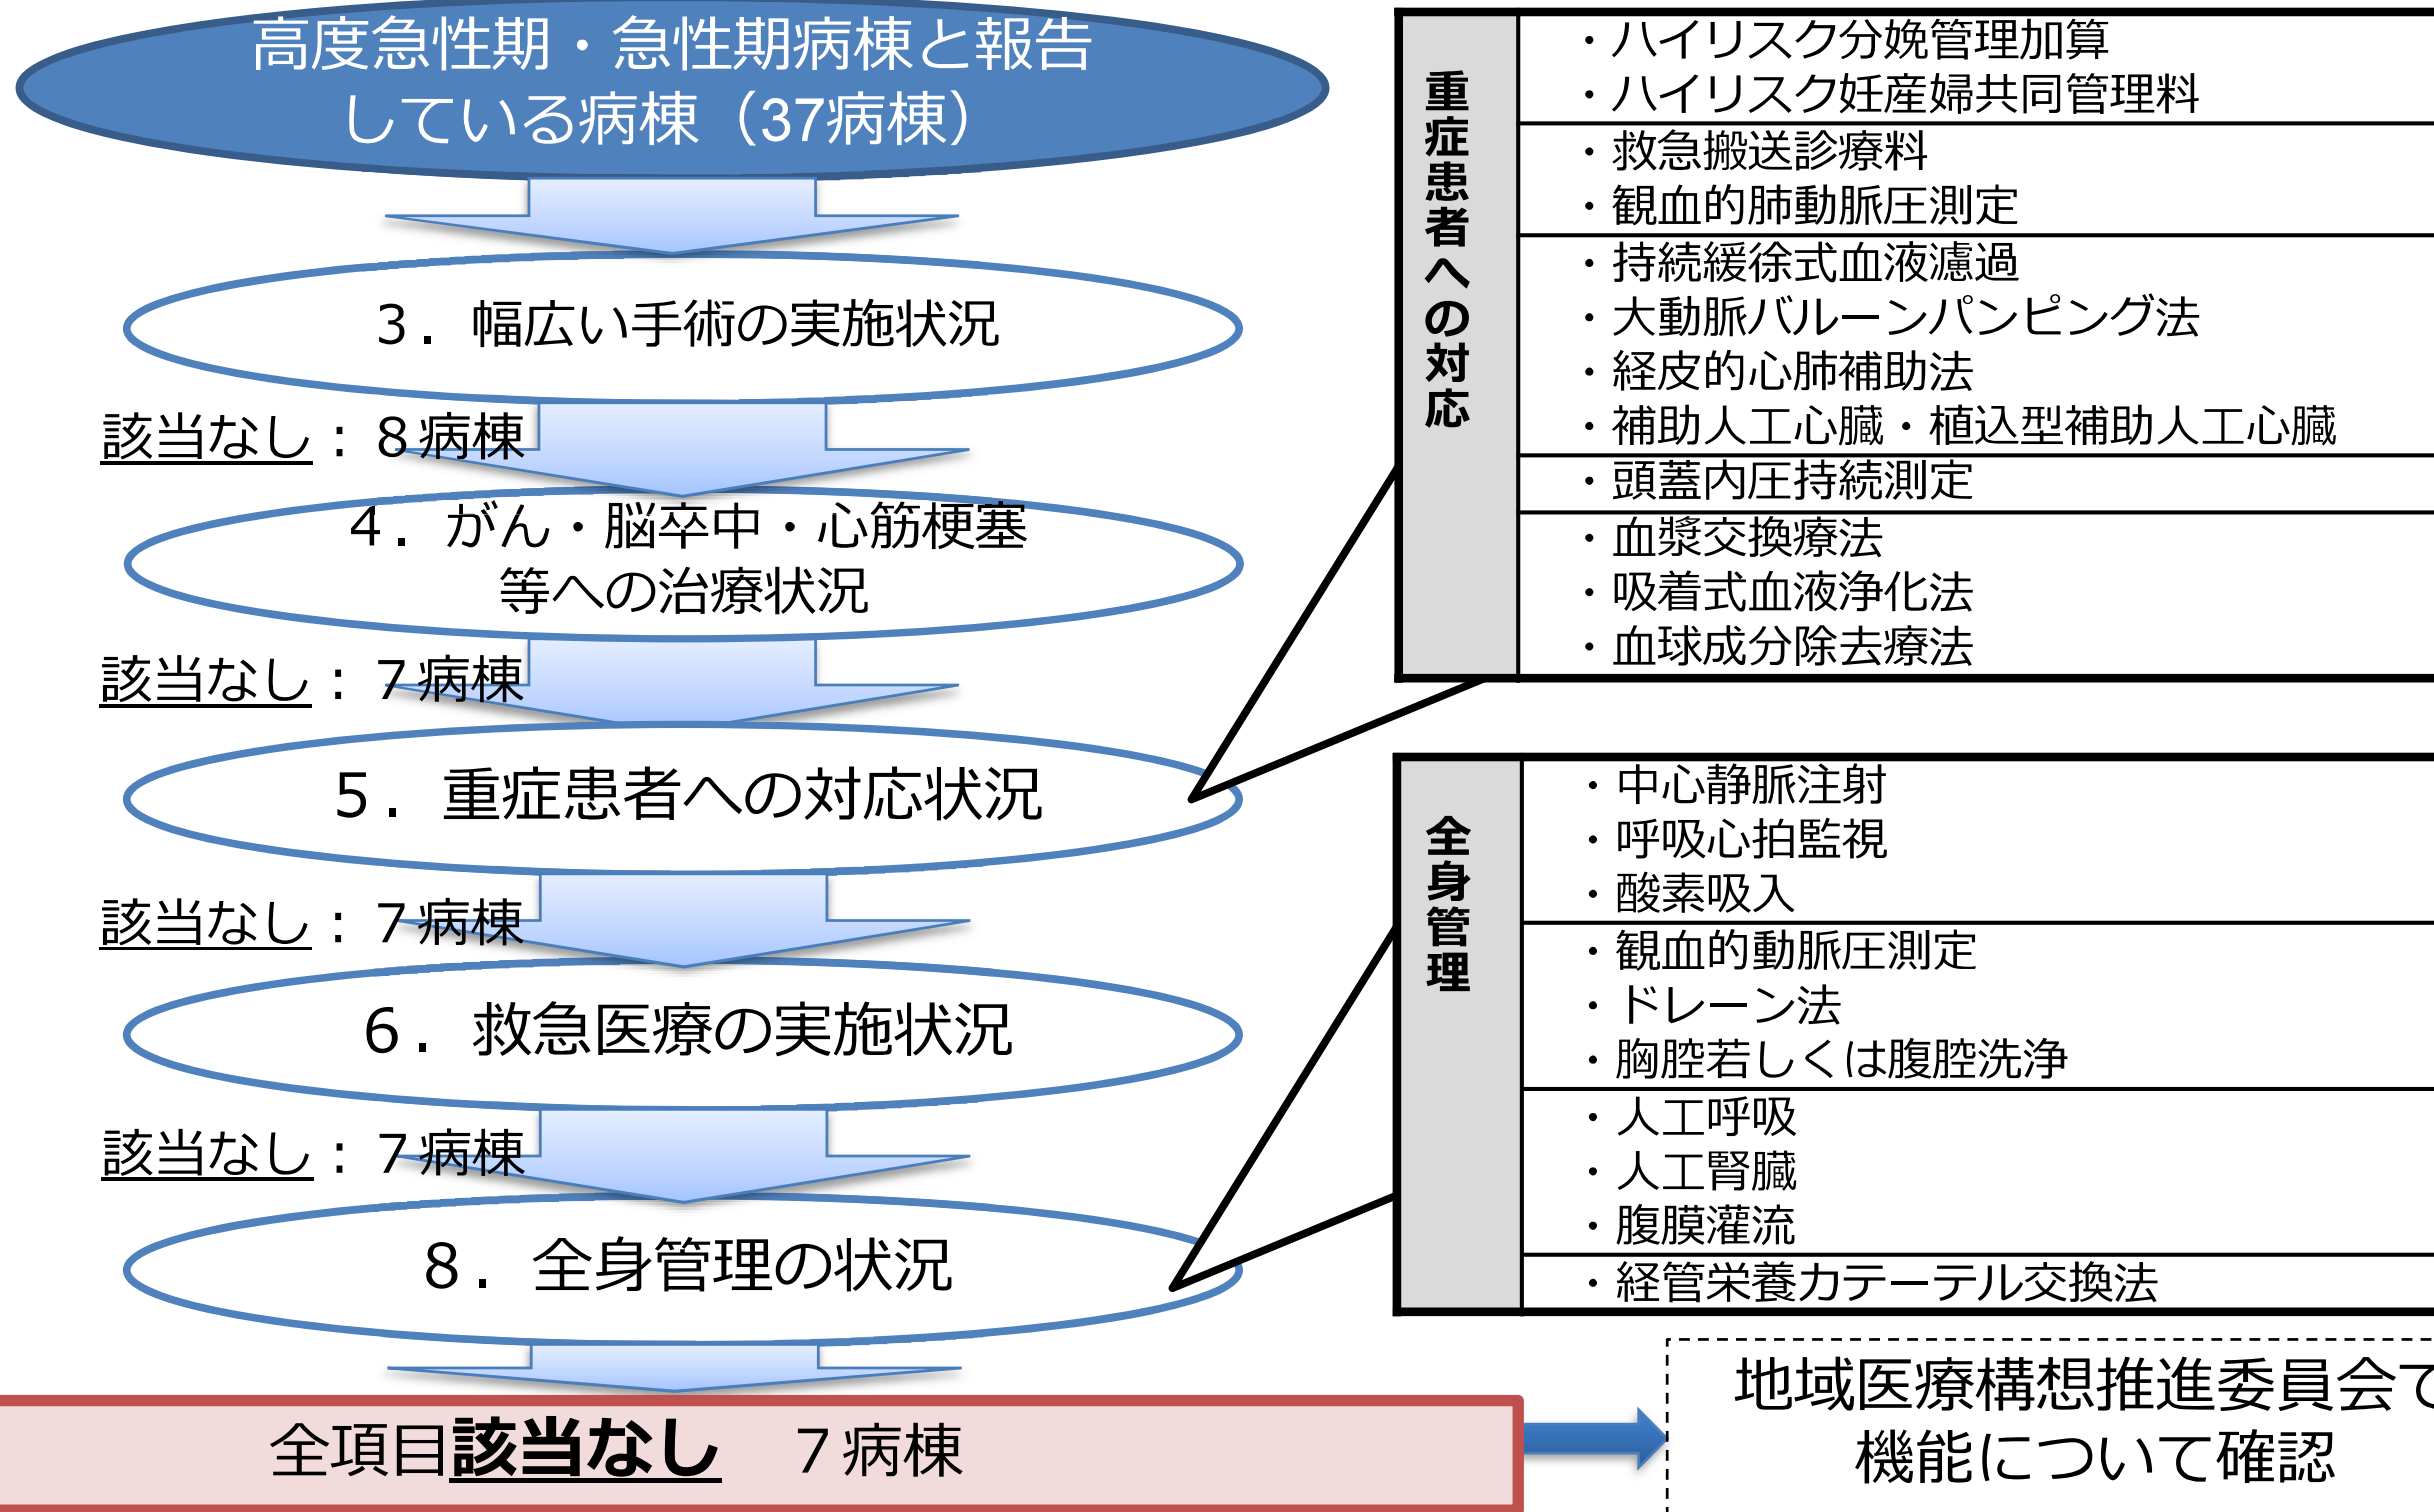 高度急性期・急性期病棟と報告
している病棟（37病棟）
３．幅広い手術の実施状況
該当なし：８病棟
４．がん・脳卒中・心筋梗塞
等への治療状況
該当なし：７病棟
５．重症患者への対応状況
該当なし：７病棟
６．救急医療の実施状況
該当なし：７病棟
８．全身管理の状況
全項目該当なし　７病棟
重症患者への対応
・ハイリスク分娩管理加算
・ハイリスク妊産婦共同管理料
・救急搬送診療料
・観血的肺動脈圧測定
・持続緩徐式血液濾過
・大動脈バルーンパンピング法
・経皮的心肺補助法
・補助人工心臓・植込型補助人工心臓
・頭蓋内圧持続測定
・血漿交換療法
・吸着式血液浄化法
・血球成分除去療法
全身管理
・中心静脈注射
・呼吸心拍監視
・酸素吸入
・観血的動脈圧測定
・ドレーン法
・胸腔若しくは腹腔洗浄
・人工呼吸
・人工腎臓
・腹膜灌流
・経管栄養カテーテル交換法
地域医療構想推進委員会で
機能について確認